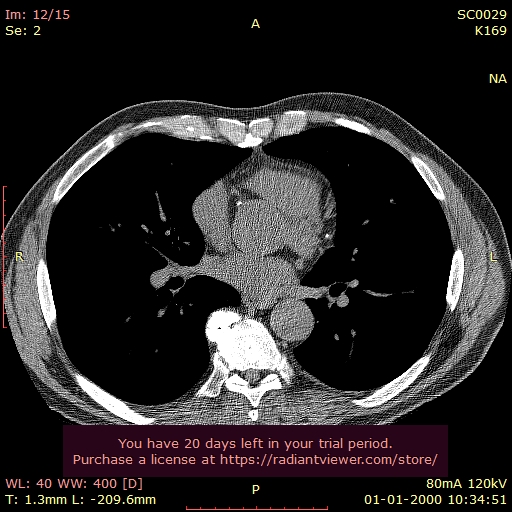 Im: 12/15
Se: 2
A
SC0029
K169
NA
R
L
You have 20 days left in your trial period.
Purchase a license at https://radiantviewer.com/store/
WL: 40 WW: 400 [D]
T: 1.3mm L: -209.6mm
P
80mA 120kV
01-01-2000 10:34:51